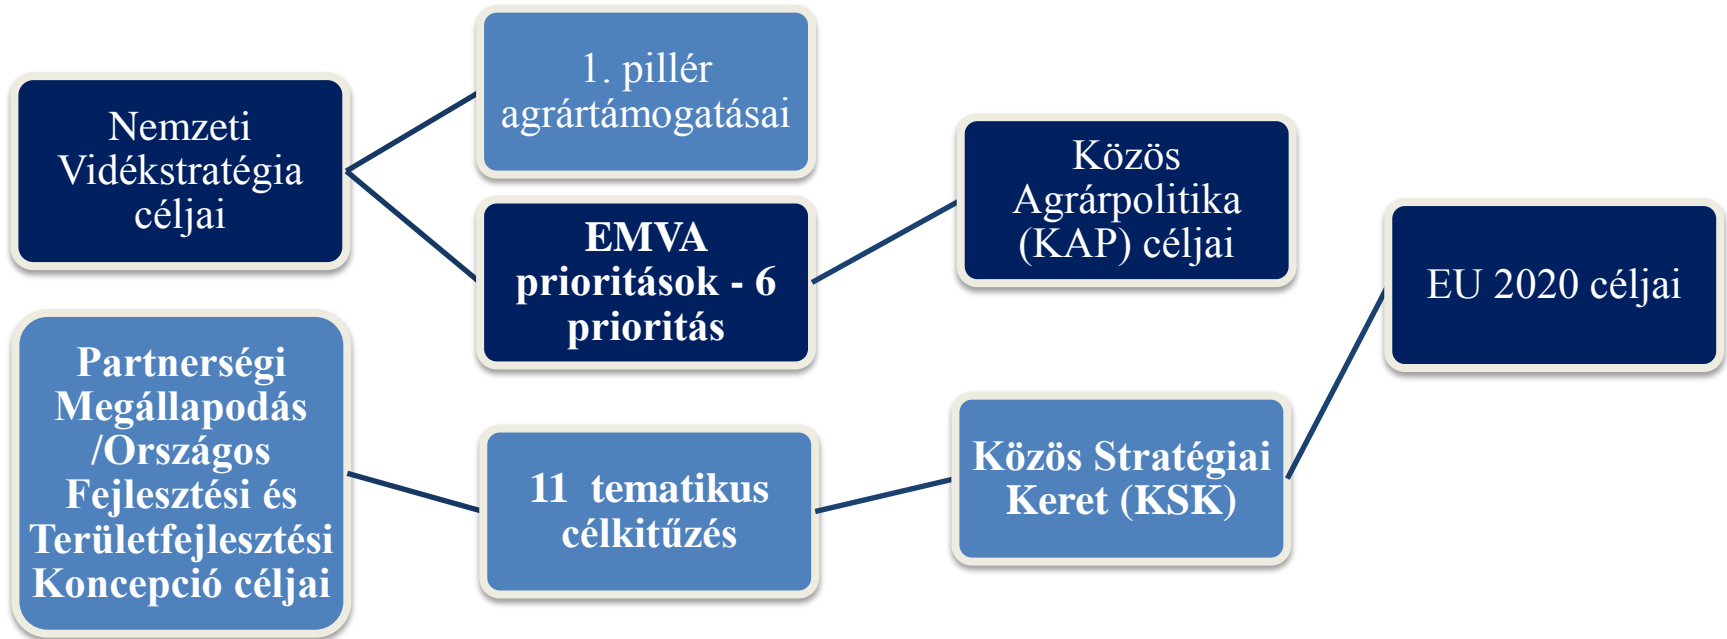 Nemzeti
Vidékstratégia
céljai
1. pillér
agrártámogatásai
EMVA
prioritások - 6
prioritás
Közös
Agrárpolitika
(KAP) céljai
EU 2020 céljai
Partnerségi
Megállapodás
/Országos
Fejlesztési és
Területfejlesztési
Koncepció céljai
11 tematikus
célkitűzés
Közös Stratégiai
Keret (KSK)